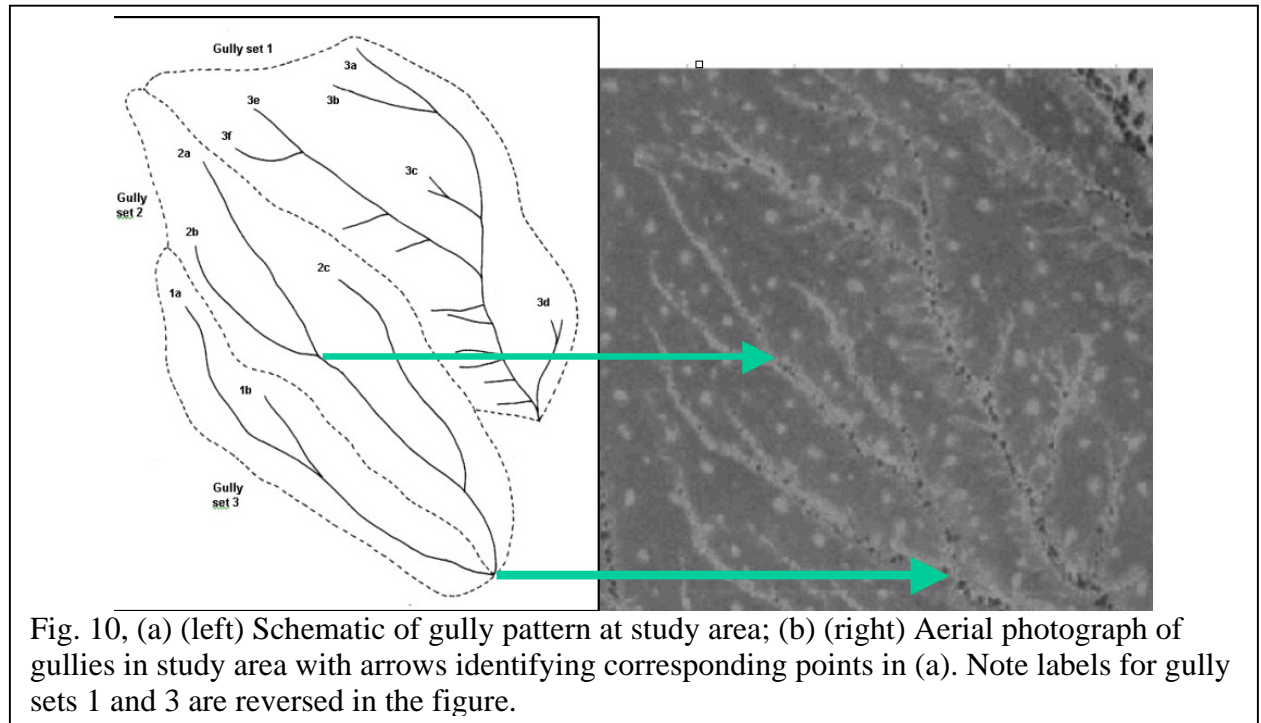 Gully set 1
3a
3e
3b
3f
2a
3c
Gully
set 2
2b
2c
1a
3d
1b
Gully
set 3
Fig. 10, (a) (left) Schematic of gully pattern at study area; (b) (right) Aerial photograph of
gullies in study area with arrows identifying corresponding points in (a). Note labels for gully
sets 1 and 3 are reversed in the figure.